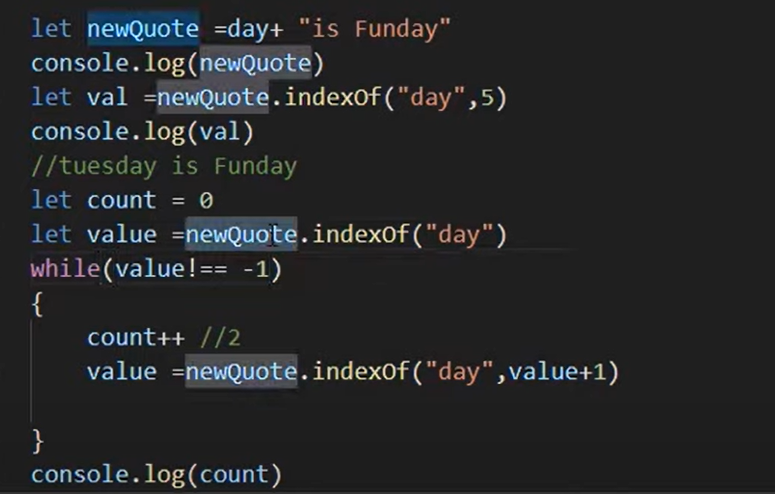 let newQuote =day+ "is Funday"
console.log(newQuote)
let val =newQuote.indexOf("day",5)
console.log(val)
//tuesday is Funday
let count = 0
let value =newQuote.indexOf("day")
while(value!== -1)
{
    count++ //2
    value =newQuote.indexOf("day",value+1)
}
console.log(count)